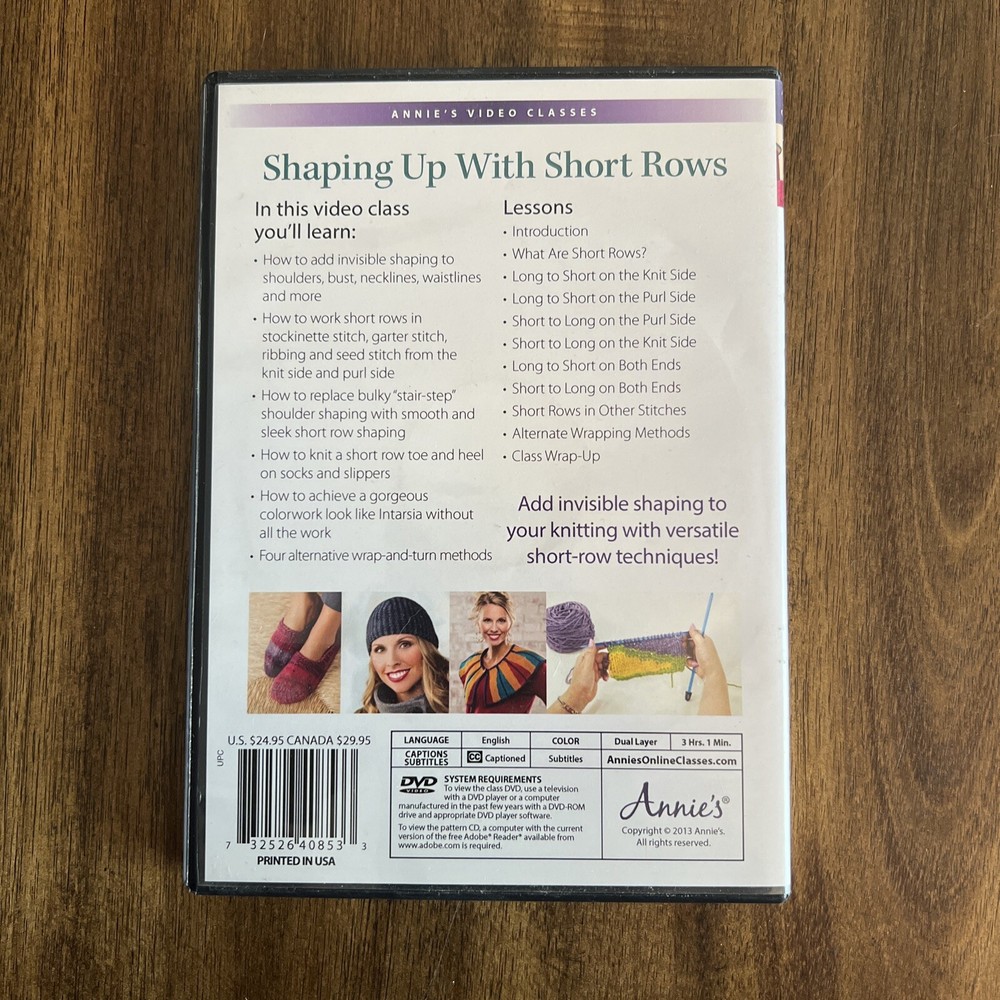 ANNIE'S VIDEO CLASSES
Shaping Up With Short Rows
In this video class
you'll learn:
• How to add invisible shaping to
shoulders, bust, necklines, waistlines
and more
• How to work short rows in
stockinette stitch, garter stitch,
ribbing and seed stitch from the
knit side and purl side
• How to replace bulky "stair-step"
shoulder shaping with smooth and
sleek short row shaping
• How to knit a short row toe and heel
on socks and slippers
• How to achieve a gorgeous
colorwork look like Intarsia without
all the work
• Four alternative wrap-and-turn methods
Lessons
• Introduction
• What Are Short Rows?
• Long to Short on the Knit Side
• Long to Short on the Purl Side
• Short to Long on the Purl Side
• Short to Long on the Knit Side
• Long to Short on Both Ends
• Short to Long on Both Ends
• Short Rows in Other Stitches
• Alternate Wrapping Methods
• Class Wrap-Up
Add invisible shaping to
your knitting with versatile
short-row techniques!
U.S. $24.95 CANADA $29.95
UPC
7 32526 40853 3
PRINTED IN USA
LANGUAGE English COLOR Dual Layer 3 Hrs. 1 Min.
CAPTIONS
SUBTITLES
CC Captioned Subtitles AnniesOnlineClasses.com
DVD
VIDEO
SYSTEM REQUIREMENTS
To view the class DVD, use a television
with a DVD player or a computer
manufactured in the past few years with a DVD-ROM
drive and appropriate DVD player software.
To view the pattern CD, a computer with the current
version of the free Adobe® Reader® available from
www.adobe.com is required.
Annie's®
Copyright © 2013 Annie's.
All rights reserved.